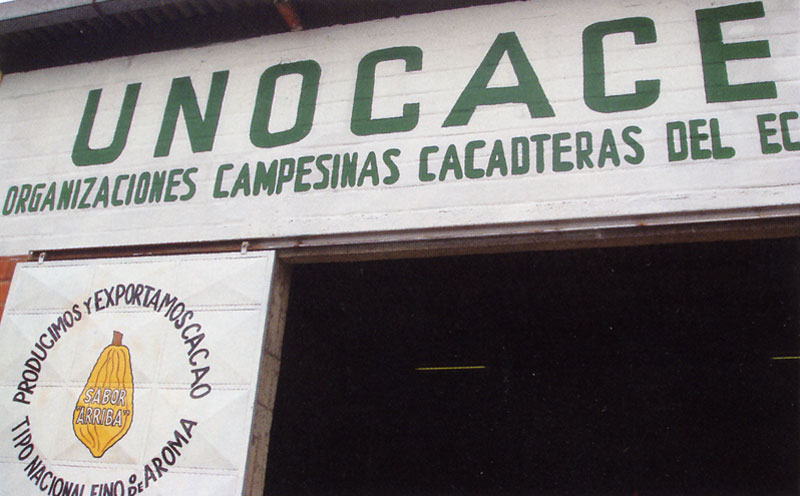 UNOCACE
ORGANIZACIONES CAMPESINAS CACAOTERAS DEL EC
PRODUCIMOS Y EXPORTAMOS CACAO
SABOR
"ARRIBA"
TIPO NACIONAL FINO O DE AROMA